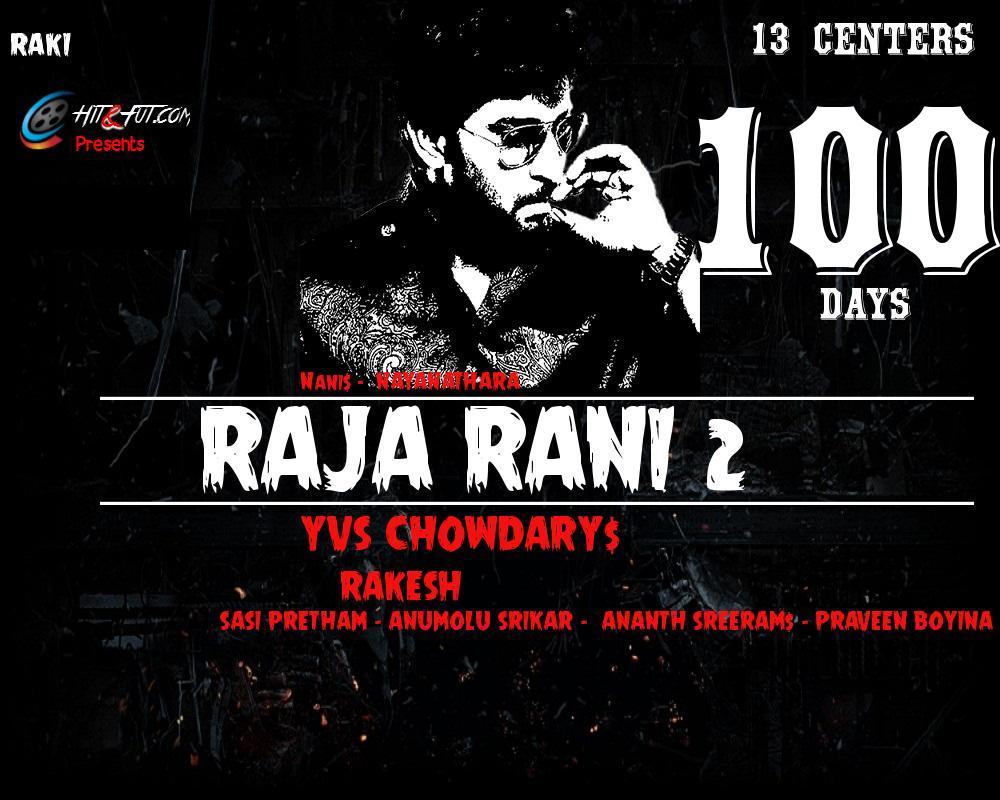 RAKI
13 CENTERS
HIT&FUT.COM
Presents
100
DAYS
NANI$ - NAYANATHARA
RAJA RANI 2
YVS CHOWDARY$
RAKESH
SASI PRETHAM - ANUMOLU SRIKAR - ANANTH SREERAM$ - PRAVEEN BOYINA